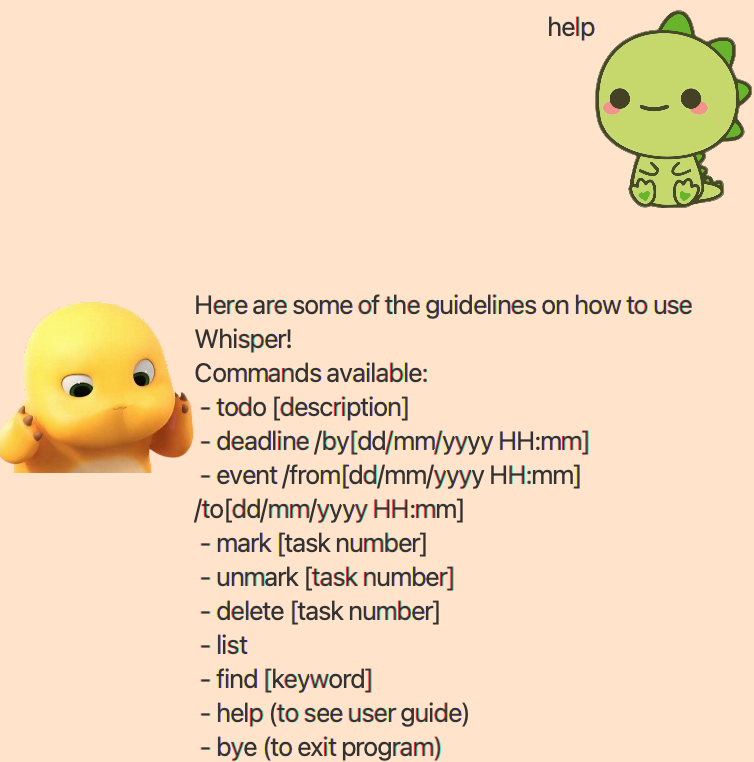 help
Here are some of the guidelines on how to use
Whisper!
Commands available:
- todo [description]
- deadline /by[dd/mm/yyyy HH:mm]
- event /from[dd/mm/yyyy HH:mm]
/to[dd/mm/yyyy HH:mm]
- mark [task number]
- unmark [task number]
- delete [task number]
- list
- find [keyword]
- help (to see user guide)
- bye (to exit program)